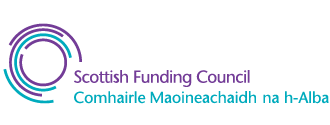 Scottish Funding Council
Comhairle Maoineachaidh na h-Alba